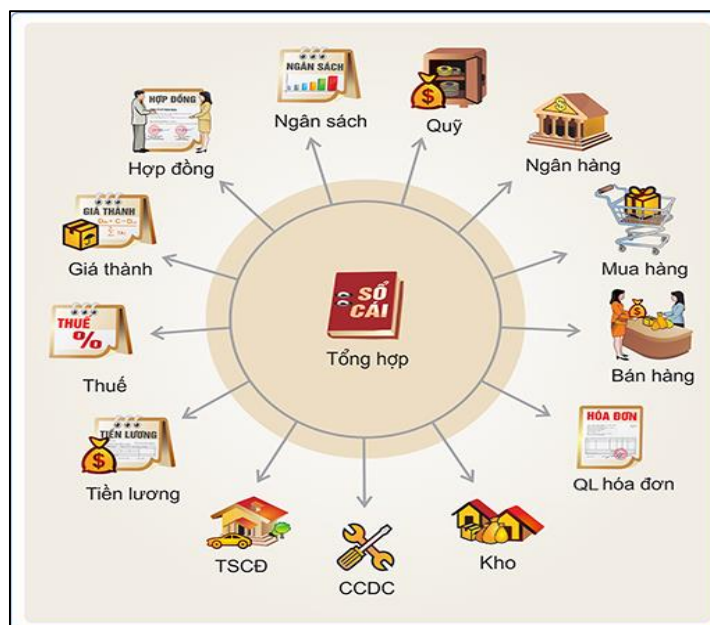 NGÂN SÁCH
Ngân sách
Quỹ
HỢP ĐỒNG
Hợp đồng
Ngân hàng
GIÁ THÀNH
Giá thành
Mua hàng
SỔ
CÁI
Tổng hợp
THUẾ
%
Thuế
Bán hàng
TIỀN LƯƠNG
Tiền lương
HÓA ĐƠN
QL hóa đơn
TSCĐ
CCDC
Kho